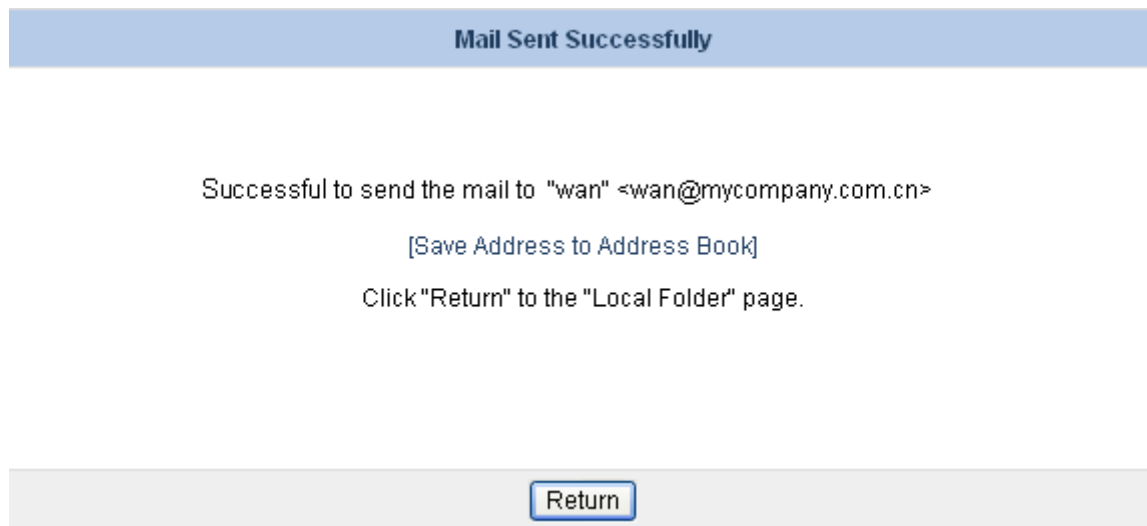 Mail Sent Successfully
Successful to send the mail to "wan" <wan@mycompany.com.cn>
[Save Address to Address Book]
Click "Return" to the "Local Folder" page.
Return